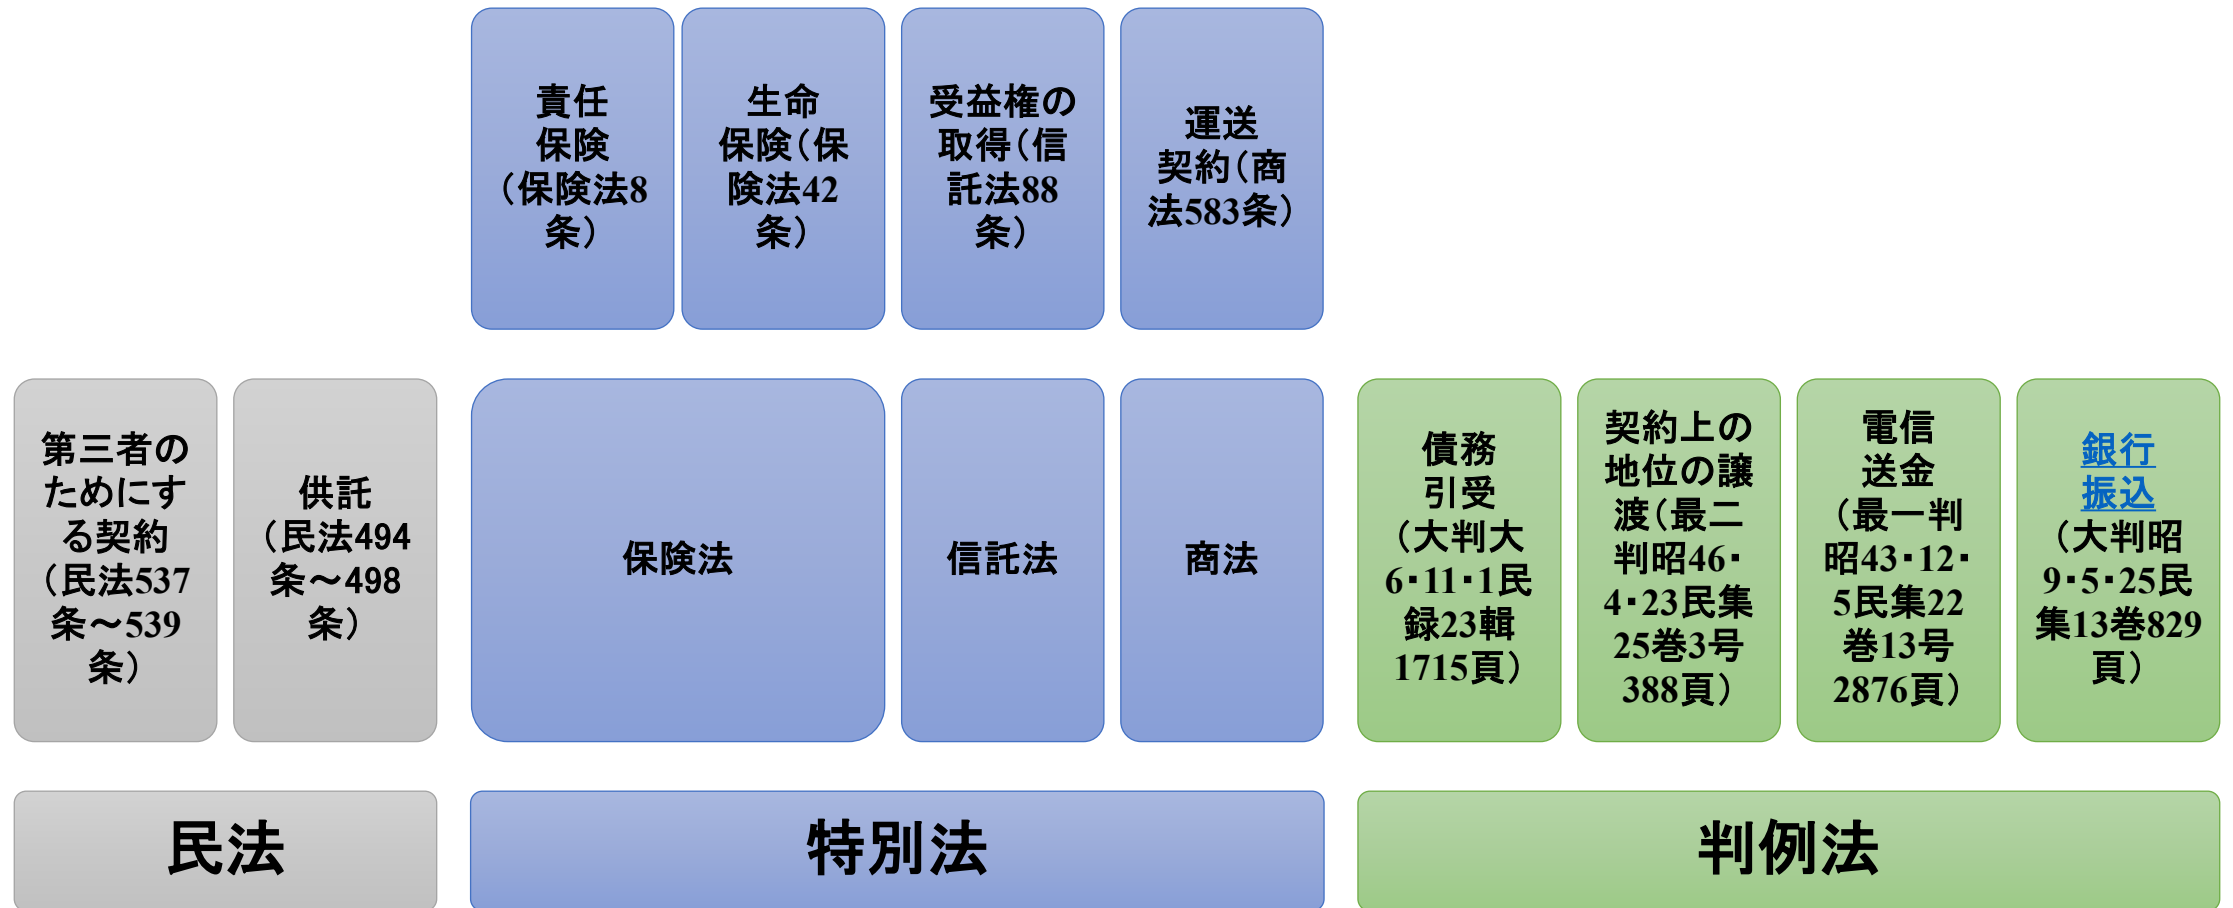 責任
保険
（保険法8
条）
生命
保険（保
険法42
条）
受益権の
取得（信
託法88
条）
運送
契約（商
法583条）
第三者の
ためにす
る契約
（民法537
条～539
条）
供託
（民法494
条～498
条）
保険法
信託法
商法
債務
引受
（大判大
6・11・1民
録23輯
1715頁）
契約上の
地位の譲
渡（最二
判昭46・
4・23民集
25巻3号
388頁）
電信
送金
（最一判
昭43・12・
5民集22
巻13号
2876頁）
銀行
振込
（大判昭
9・5・25民
集13巻829
頁）
民法
特別法
判例法